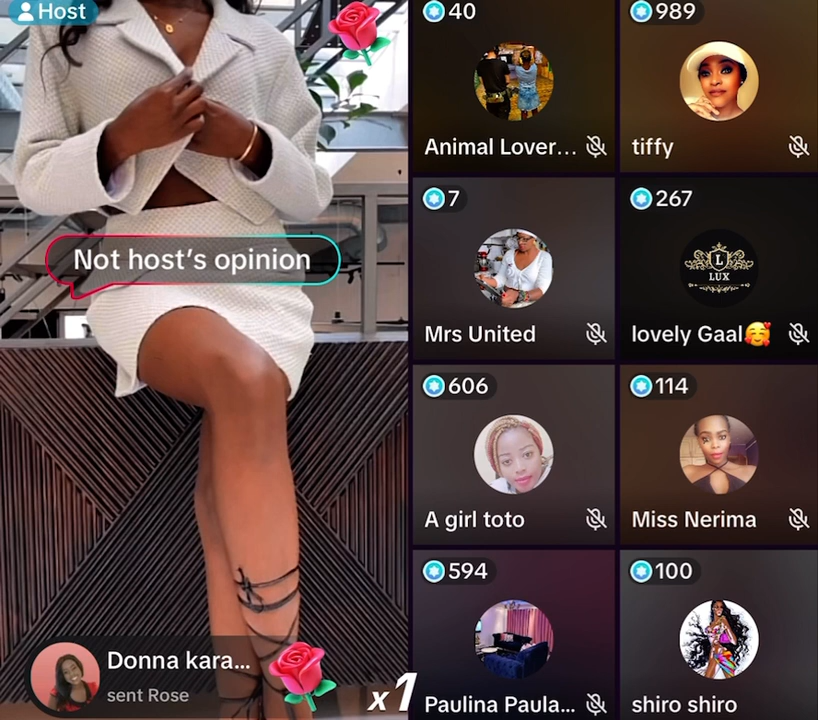 Host
Not host's opinion
Donna kara...
sent Rose
x1
40
Animal Lover...
989
tiffy
7
Mrs United
267
L
LUX
lovely Gaal🥰
606
A girl toto
114
Miss Nerima
594
Paulina Paula...
100
shiro shiro